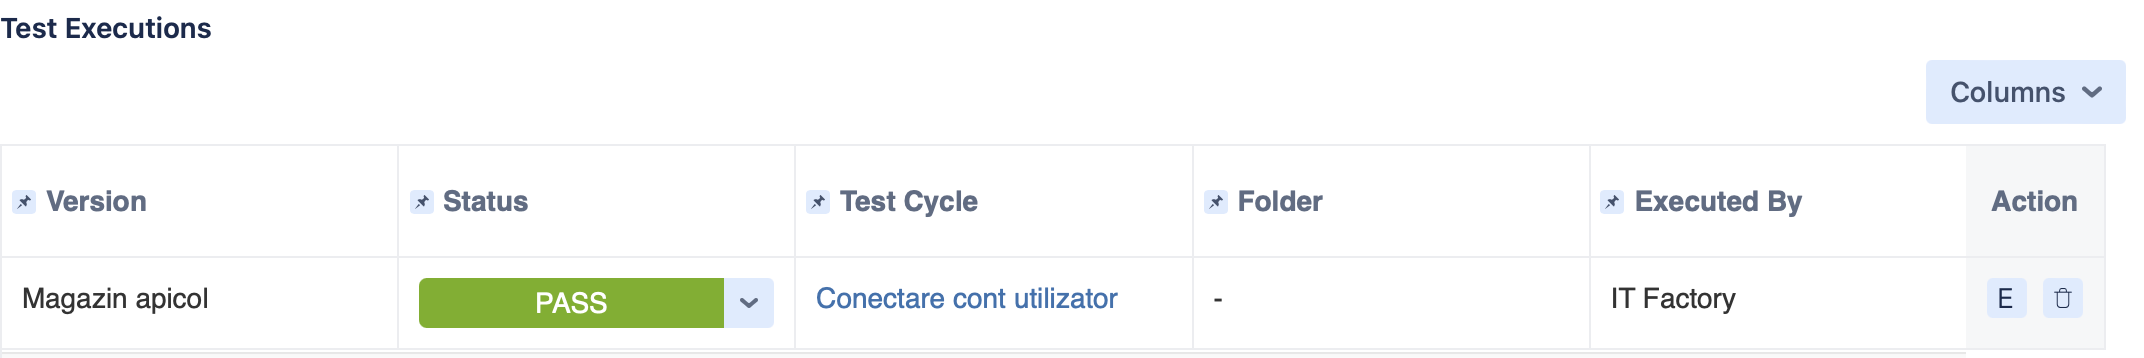 Test Executions
Columns
Version Status Test Cycle Folder Executed By Action
Magazin apicol PASS Conectare cont utilizator - IT Factory E